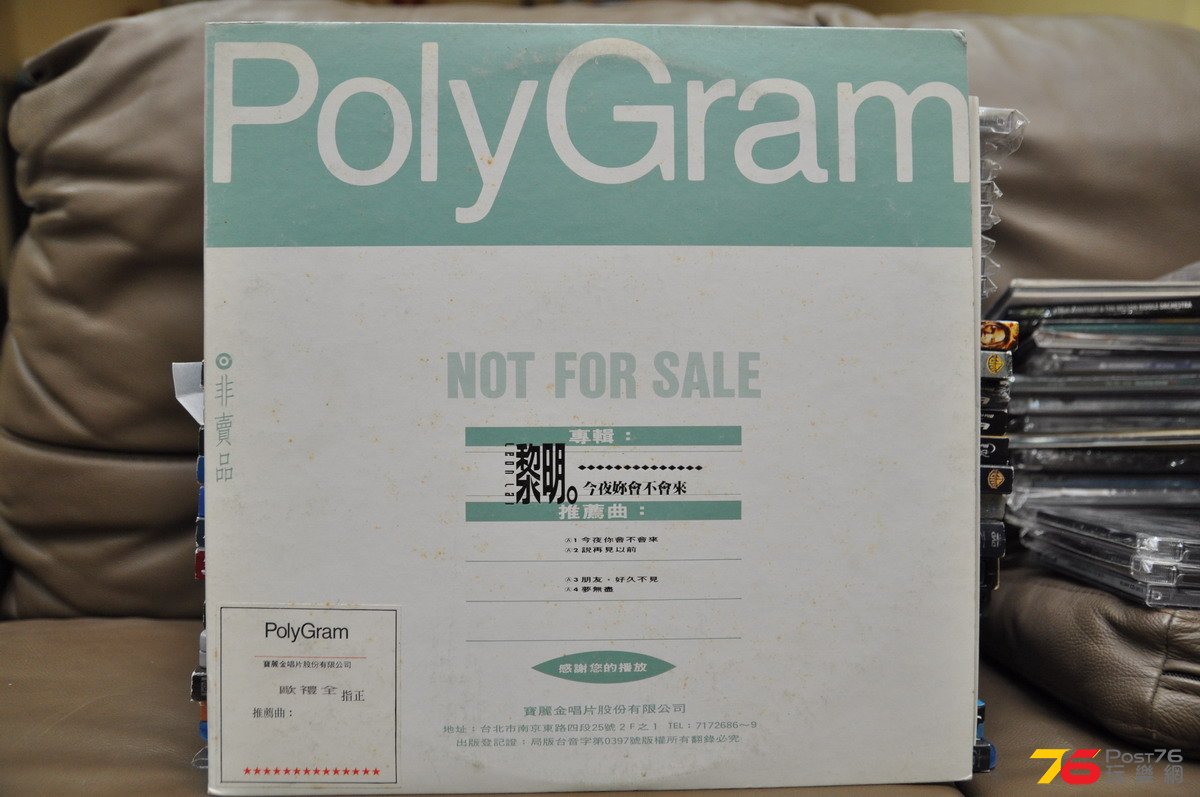 PolyGram
NOT FOR SALE
非賣品
專輯：
Leon Lai
黎明。
今夜妳會不會來
推薦曲：
Ⓐ1 今夜你會不會來
Ⓐ2 説再見以前
Ⓐ3 朋友・好久不見
Ⓐ4 夢無盡
感謝您的播放
寶麗金唱片股份有限公司
地址：台北市南京東路四段25號2F之1 TEL：7172686～9
出版登記證：局版台音字第0397號版權所有翻錄必究
PolyGram
寶麗金唱片股份有限公司
歐禮全 指正
推薦曲：
★★★★★★★★★★★★★
76 POST76
玩樂網